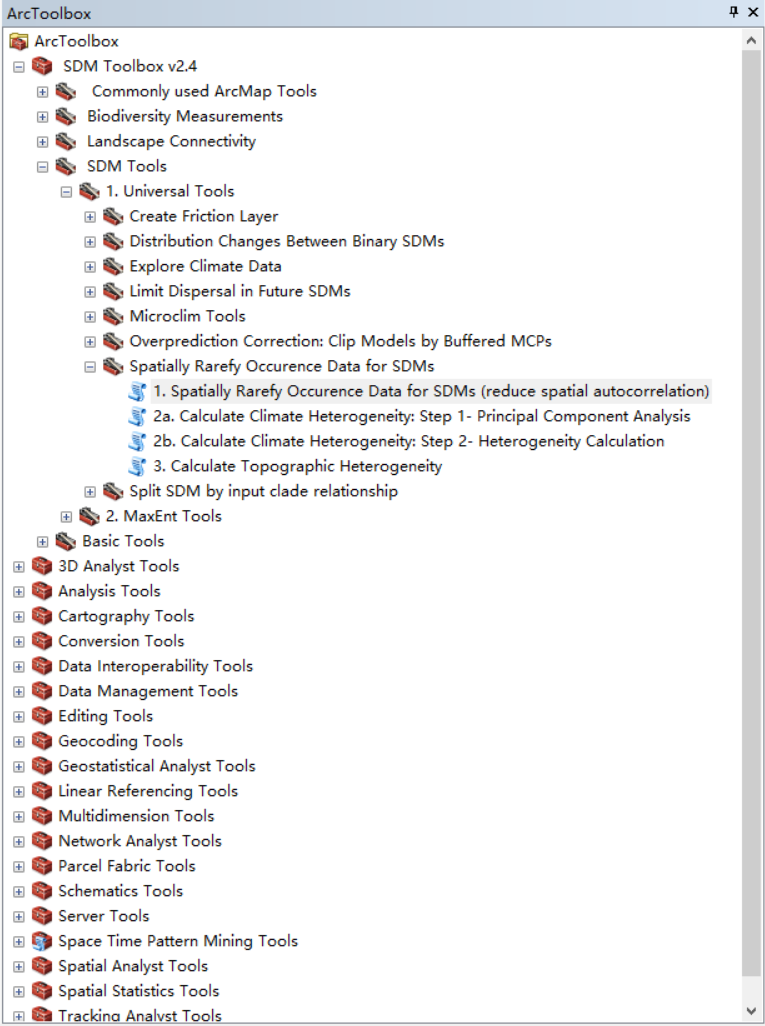 ArcToolbox
ArcToolbox
SDM Toolbox v2.4
Commonly used ArcMap Tools
Biodiversity Measurements
Landscape Connectivity
SDM Tools
1. Universal Tools
Create Friction Layer
Distribution Changes Between Binary SDMs
Explore Climate Data
Limit Dispersal in Future SDMs
Microclim Tools
Overprediction Correction: Clip Models by Buffered MCPs
Spatially Rarefy Occurence Data for SDMs
1. Spatially Rarefy Occurence Data for SDMs (reduce spatial autocorrelation)
2a. Calculate Climate Heterogeneity: Step 1- Principal Component Analysis
2b. Calculate Climate Heterogeneity: Step 2- Heterogeneity Calculation
3. Calculate Topographic Heterogeneity
Split SDM by input clade relationship
2. MaxEnt Tools
Basic Tools
3D Analyst Tools
Analysis Tools
Cartography Tools
Conversion Tools
Data Interoperability Tools
Data Management Tools
Editing Tools
Geocoding Tools
Geostatistical Analyst Tools
Linear Referencing Tools
Multidimension Tools
Network Analyst Tools
Parcel Fabric Tools
Schematics Tools
Server Tools
Space Time Pattern Mining Tools
Spatial Analyst Tools
Spatial Statistics Tools
Tracking Analyst Tools